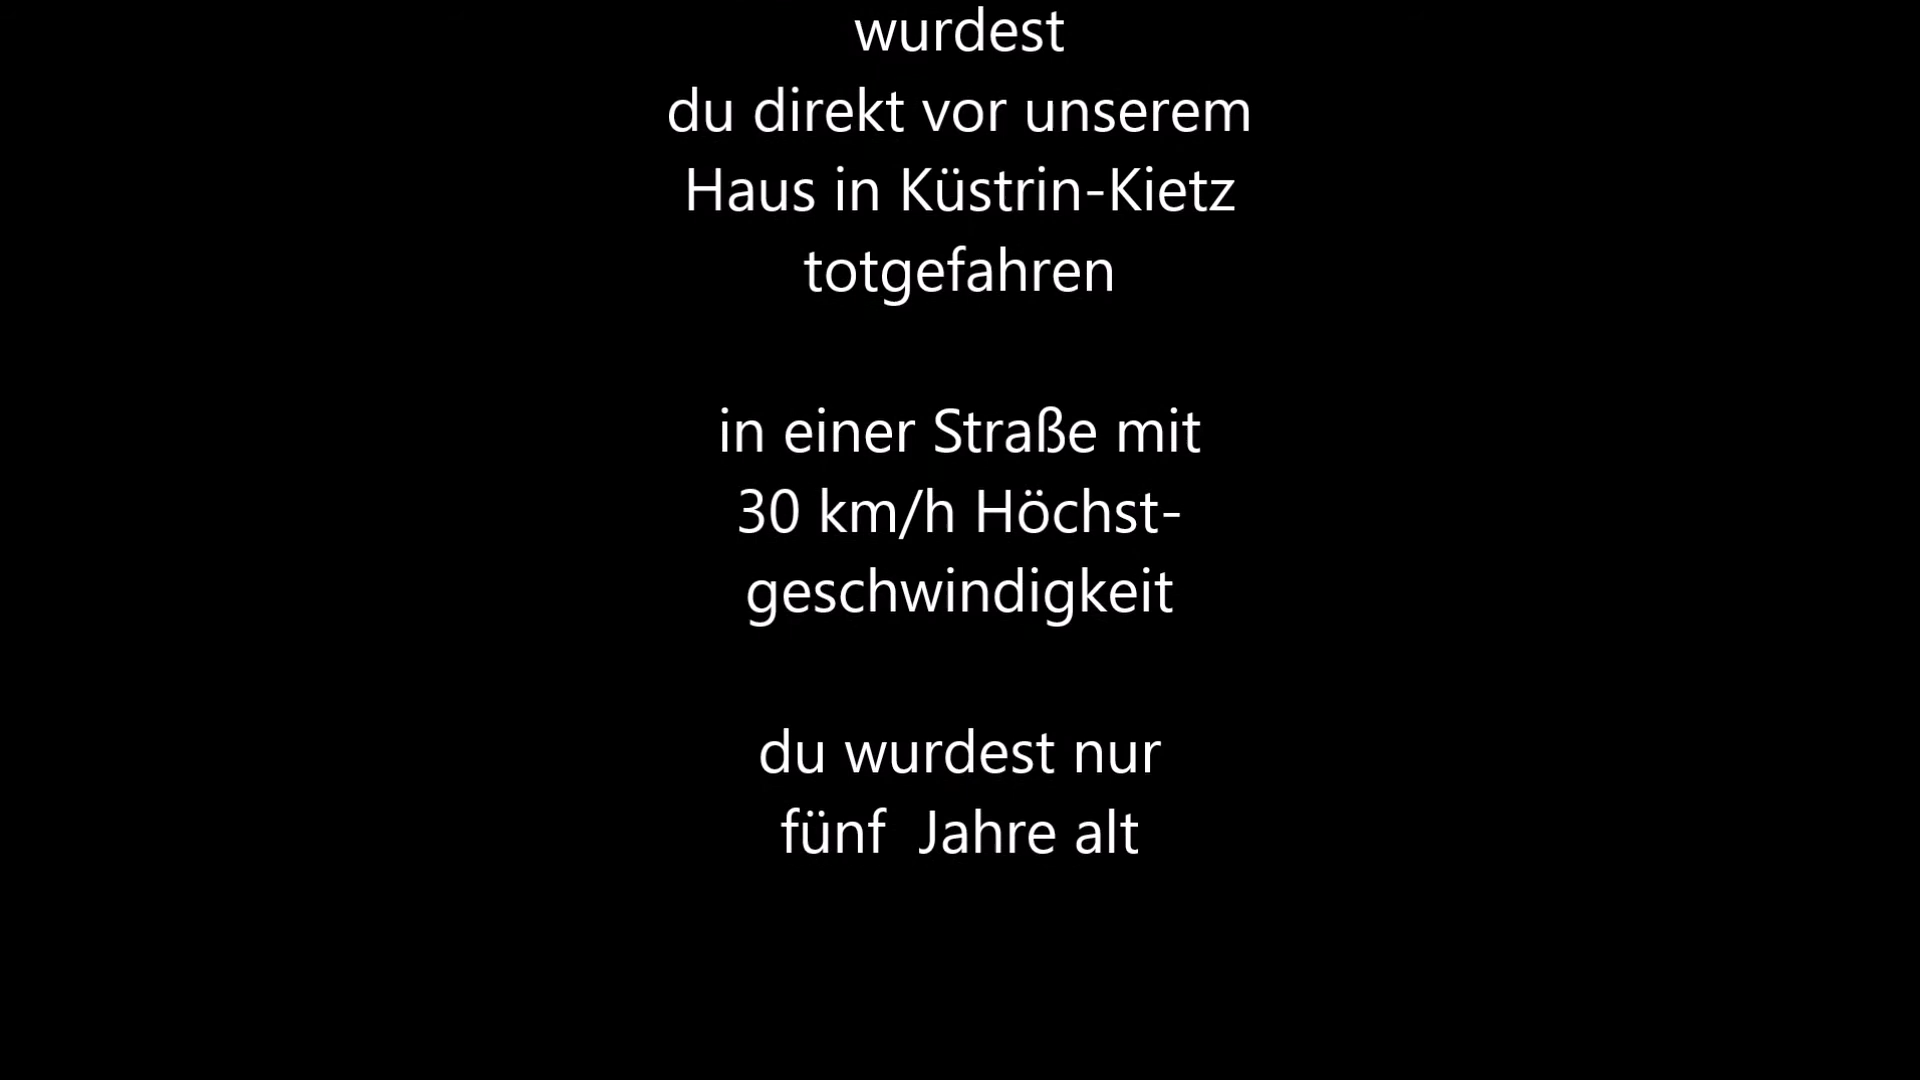 wurdest
du direkt vor unserem
Haus in Küstrin-Kietz
totgefahren
in einer Straße mit
30 km/h Höchst-
geschwindigkeit
du wurdest nur
fünf  Jahre alt